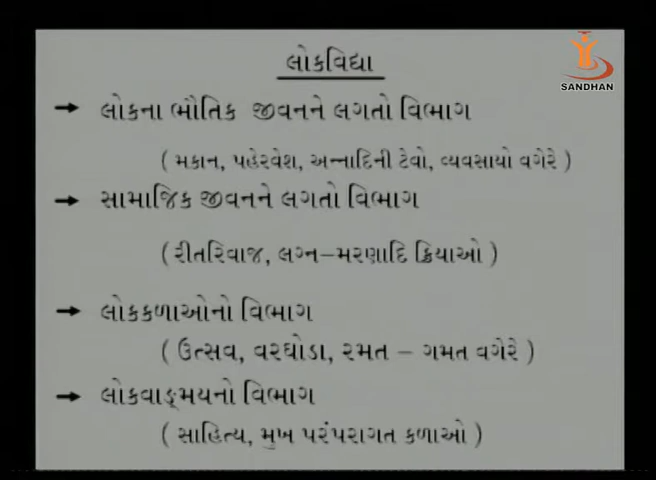 લોકવિદ્યા
SANDHAN
→ લોકના ભૌતિક જીવનને લગતો વિભાગ
( મકાન, પહેરવેશ, અન્નાદિની ટેવો, વ્યવસાયો વગેરે )
→ સામાજિક જીવનને લગતો વિભાગ
( રીતરિવાજ, લગ્ન–મરણાદિ ક્રિયાઓ )
→ લોકકળાઓનો વિભાગ
( ઉત્સવ, વરઘોડા, રમત – ગમત વગેરે )
→ લોકવાઙ્મયનો વિભાગ
( સાહિત્ય, મુખ પરંપરાગત કળાઓ )